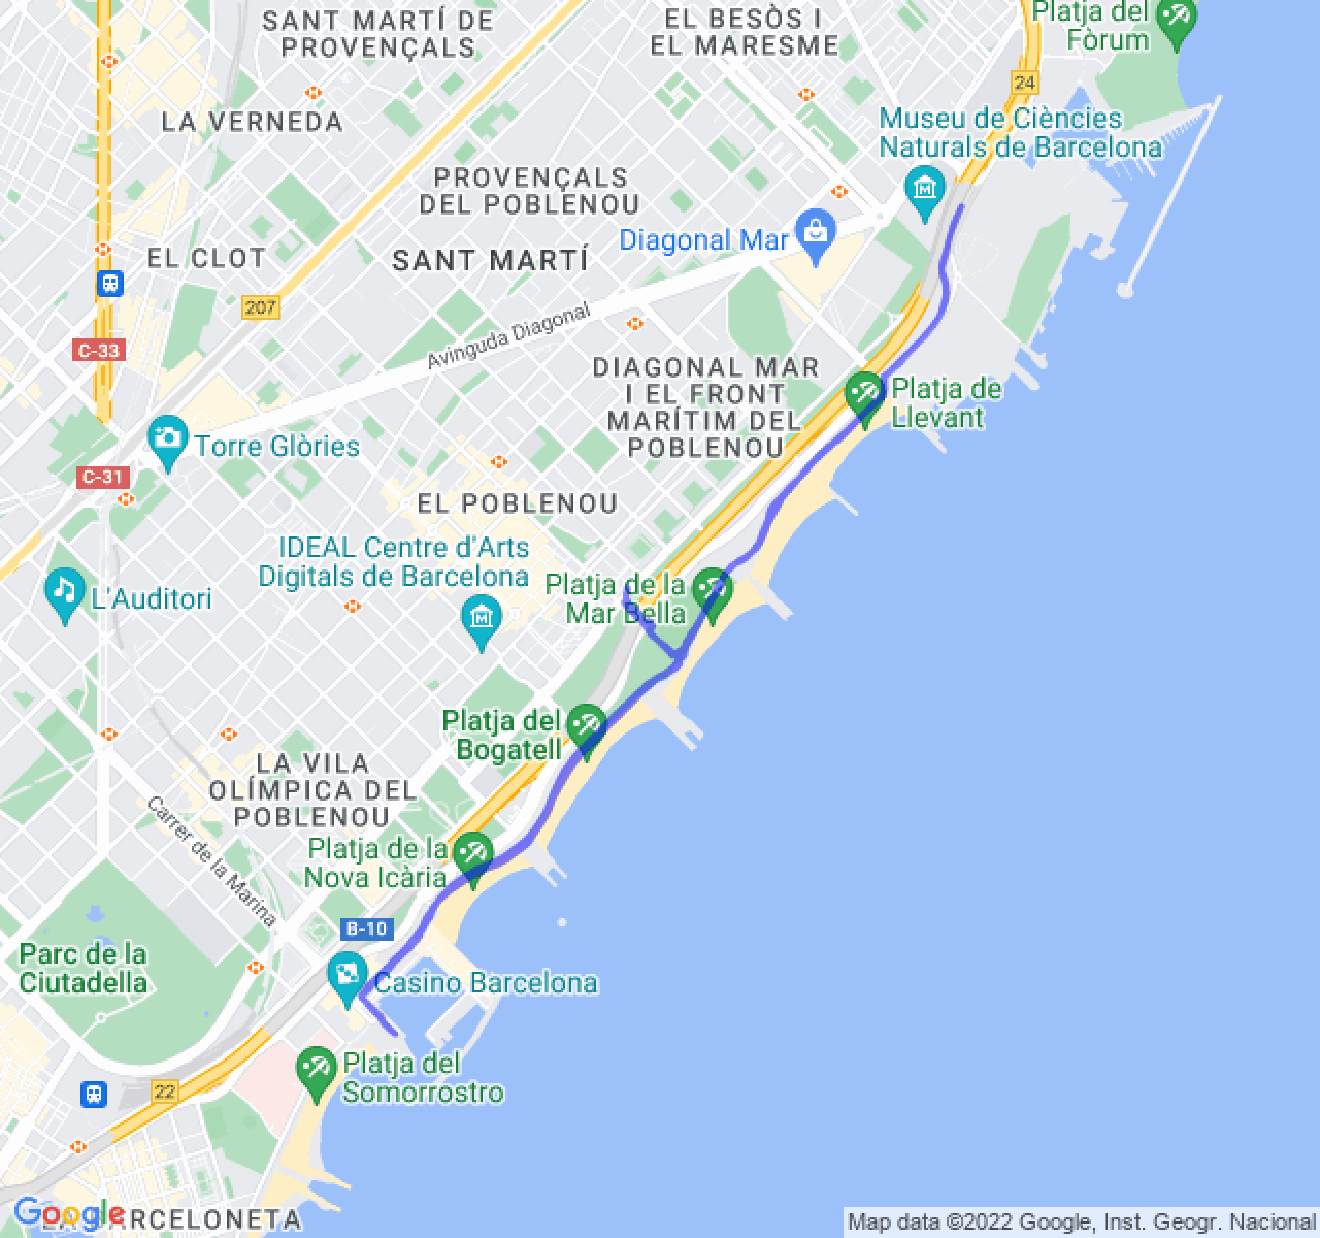 SANT MARTÍ DE
PROVENÇALS
EL BESÒS I
EL MARESME
Platja del
Fòrum
24
LA VERNEDA
Museu de Ciències
Naturals de Barcelona
PROVENÇALS
DEL POBLENOU
Diagonal Mar
EL CLOT
SANT MARTÍ
207
Avinguda Diagonal
C-33
DIAGONAL MAR
I EL FRONT
MARÍTIM DEL
POBLENOU
Platja de
Llevant
Torre Glòries
C-31
EL POBLENOU
IDEAL Centre d'Arts
Digitals de Barcelona
Platja de la
Mar Bella
L'Auditori
Platja del
Bogatell
LA VILA
OLÍMPICA DEL
POBLENOU
Carrer de la Marina
Platja de la
Nova Icària
B-10
Parc de la
Ciutadella
Casino Barcelona
Platja del
Somorrostro
22
Google
LA BARCELONETA
Map data ©2022 Google, Inst. Geogr. Nacional